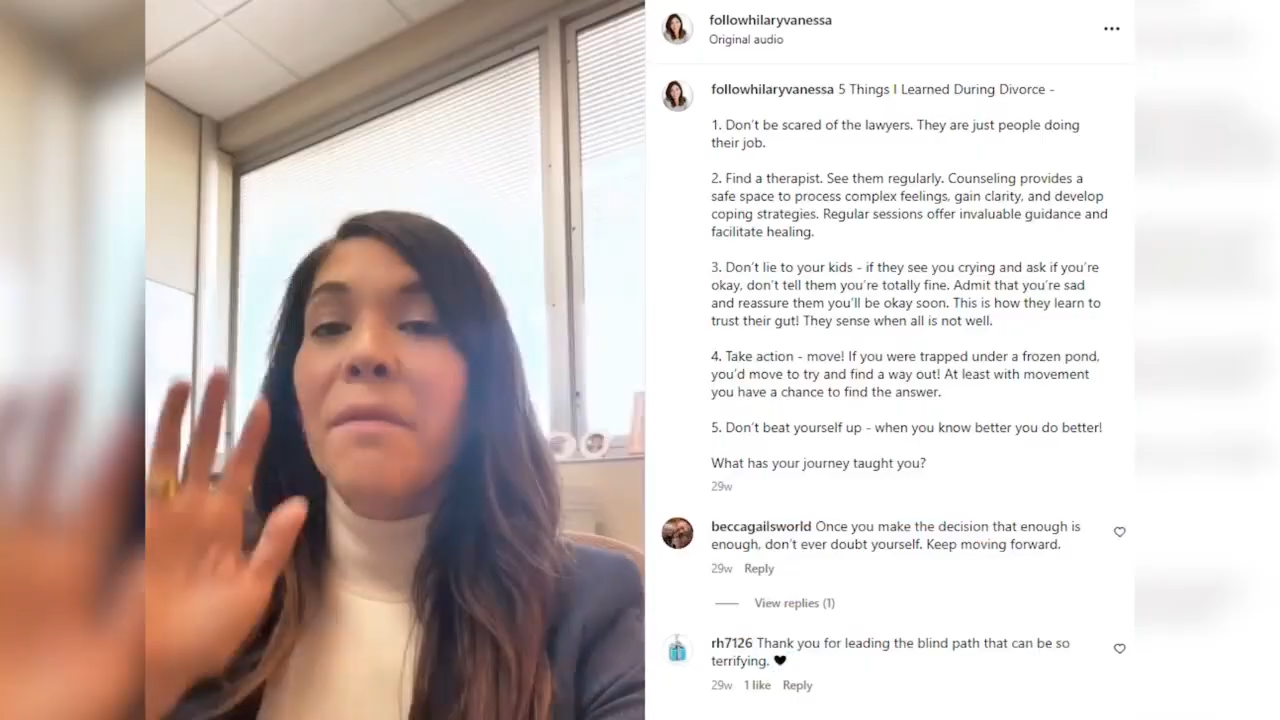 followhilaryvanessa
Original audio
followhilaryvanessa 5 Things I Learned During Divorce -
1. Don't be scared of the lawyers. They are just people doing
their job.
2. Find a therapist. See them regularly. Counseling provides a
safe space to process complex feelings, gain clarity, and develop
coping strategies. Regular sessions offer invaluable guidance and
facilitate healing.
3. Don't lie to your kids - if they see you crying and ask if you're
okay, don't tell them you're totally fine. Admit that you're sad
and reassure them you'll be okay soon. This is how they learn to
trust their gut! They sense when all is not well.
4. Take action - move! If you were trapped under a frozen pond,
you'd move to try and find a way out! At least with movement
you have a chance to find the answer.
5. Don't beat yourself up - when you know better you do better!
What has your journey taught you?
29w
beccagailsworld Once you make the decision that enough is
enough, don't ever doubt yourself. Keep moving forward.
29w Reply
View replies (1)
rh7126 Thank you for leading the blind path that can be so
terrifying. 🖤
29w 1 like Reply